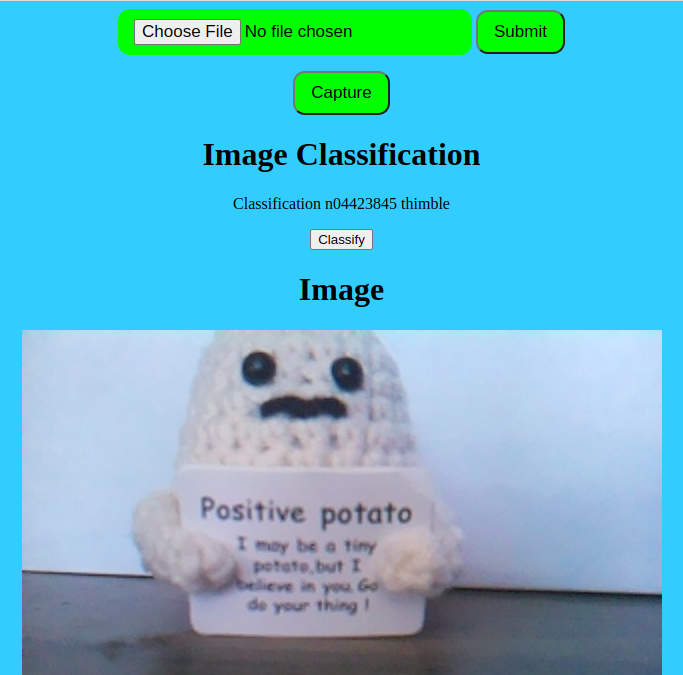 Choose File No file chosen Submit
Capture
Image Classification
Classification n04423845 thimble
Classify
Image
Positive potato
I may be a tiny
potato,but I
believe in you. Go
do your thing !